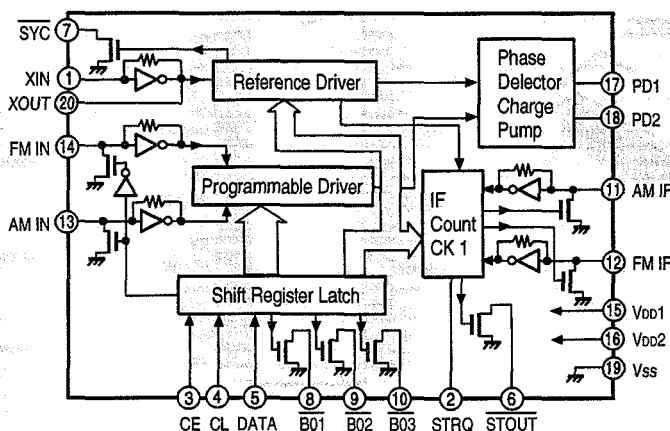 SYC
7
XIN
1
XOUT
20
FM IN
14
AM IN
13
Reference Driver
Programmable Driver
Shift Register Latch
Phase
Detector
Charge
Pump
IF
Count
CK 1
17
PD1
18
PD2
11
AM IF
12
FM IF
15
VDD1
16
VDD2
19
Vss
3
4
5
8
9
10
2
6
CE
CL
DATA
B01
B02
B03
STRQ
STOUT